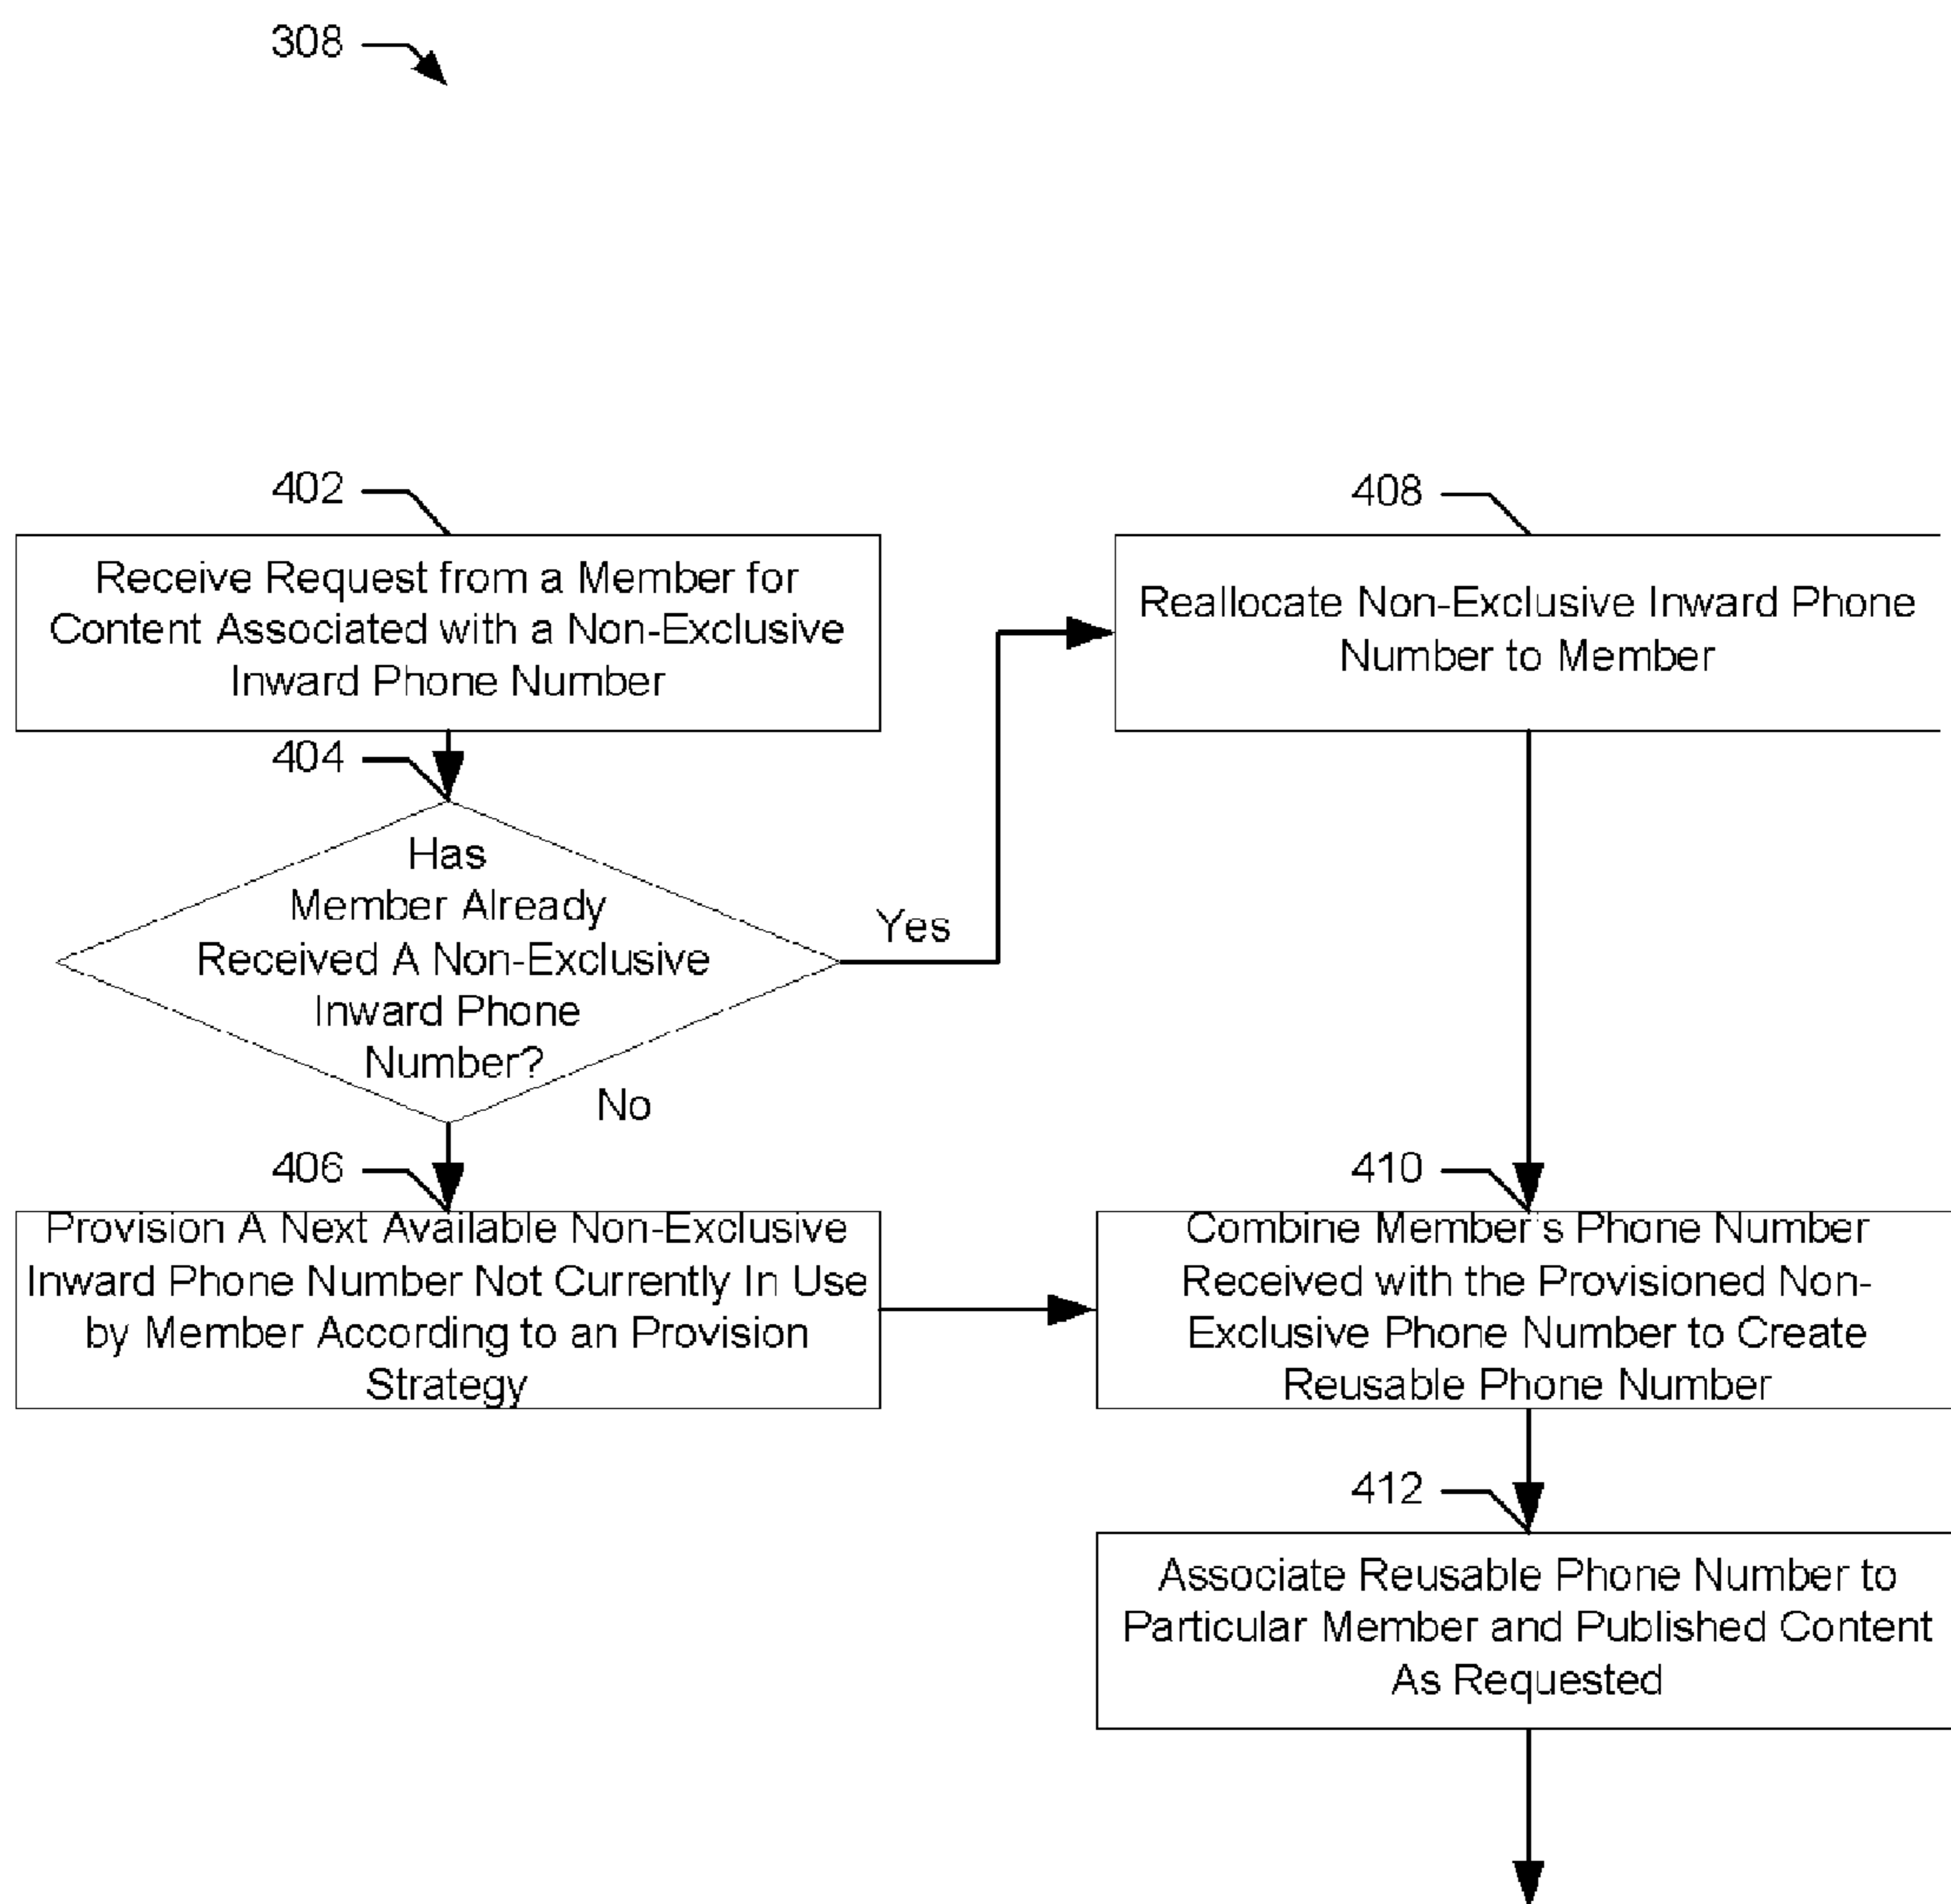 308
402
Receive Request from a Member for
Content Associated with a Non-Exclusive
Inward Phone Number
404
Has
Member Already
Received A Non-Exclusive
Inward Phone
Number?
Yes
No
406
Provision A Next Available Non-Exclusive
Inward Phone Number Not Currently In Use
by Member According to an Provision
Strategy
408
Reallocate Non-Exclusive Inward Phone
Number to Member
410
Combine Member's Phone Number
Received with the Provisioned Non-
Exclusive Phone Number to Create
Reusable Phone Number
412
Associate Reusable Phone Number to
Particular Member and Published Content
As Requested